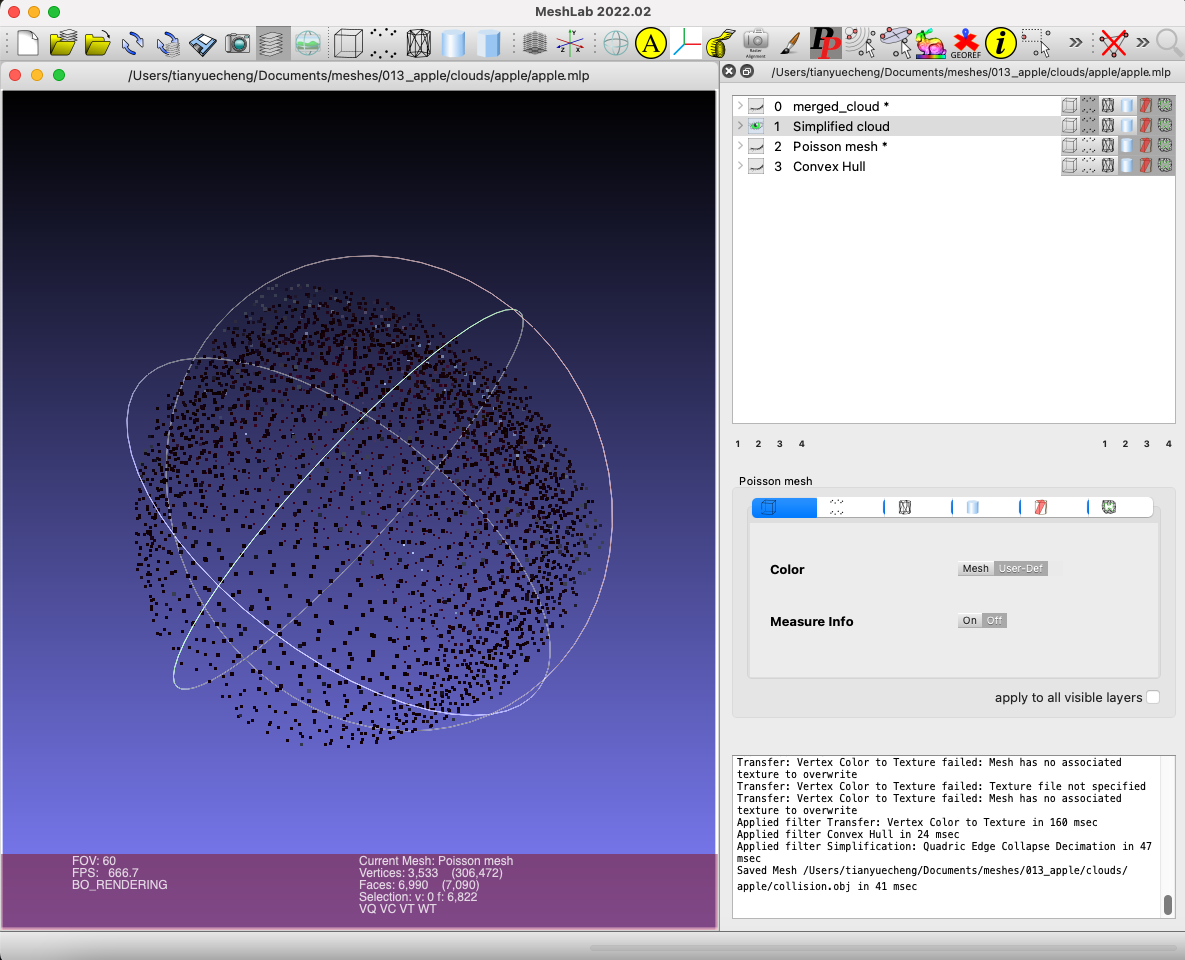 MeshLab 2022.02
A
PP
GEOREF
i
»
»
/Users/tianyuecheng/Documents/meshes/013_apple/clouds/apple/apple.mlp
/Users/tianyuecheng/Documents/meshes/013_apple/clouds/apple/apple.mlp
0 merged_cloud *
1 Simplified cloud
2 Poisson mesh *
3 Convex Hull
1 2 3 4 1 2 3 4
Poisson mesh
Color Mesh User-Def
Measure Info On Off
apply to all visible layers
Transfer: Vertex Color to Texture failed: Mesh has no associated
texture to overwrite
Transfer: Vertex Color to Texture failed: Texture file not specified
Transfer: Vertex Color to Texture failed: Mesh has no associated
texture to overwrite
Applied filter Transfer: Vertex Color to Texture in 160 msec
Applied filter Convex Hull in 24 msec
Applied filter Simplification: Quadric Edge Collapse Decimation in 47
msec
Saved Mesh /Users/tianyuecheng/Documents/meshes/013_apple/clouds/
apple/collision.obj in 41 msec
FOV: 60
FPS: 666.7
BO_RENDERING
Current Mesh: Poisson mesh
Vertices: 3,533 (306,472)
Faces: 6,990 (7,090)
Selection: v: 0 f: 6,822
VQ VC VT WT